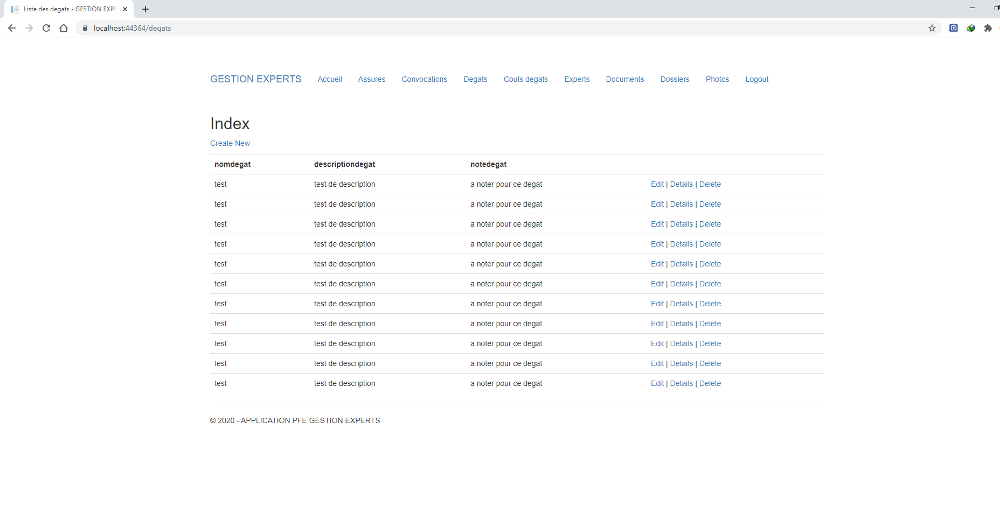 Liste des degats - GESTION EXPE
localhost:44364/degats
GESTION EXPERTS Accueil Assures Convocations Degats Couts degats Experts Documents Dossiers Photos Logout
Index
Create New
nomdegat descriptiondegat notedegat
test test de description a noter pour ce degat Edit | Details | Delete
test test de description a noter pour ce degat Edit | Details | Delete
test test de description a noter pour ce degat Edit | Details | Delete
test test de description a noter pour ce degat Edit | Details | Delete
test test de description a noter pour ce degat Edit | Details | Delete
test test de description a noter pour ce degat Edit | Details | Delete
test test de description a noter pour ce degat Edit | Details | Delete
test test de description a noter pour ce degat Edit | Details | Delete
test test de description a noter pour ce degat Edit | Details | Delete
test test de description a noter pour ce degat Edit | Details | Delete
test test de description a noter pour ce degat Edit | Details | Delete
© 2020 - APPLICATION PFE GESTION EXPERTS